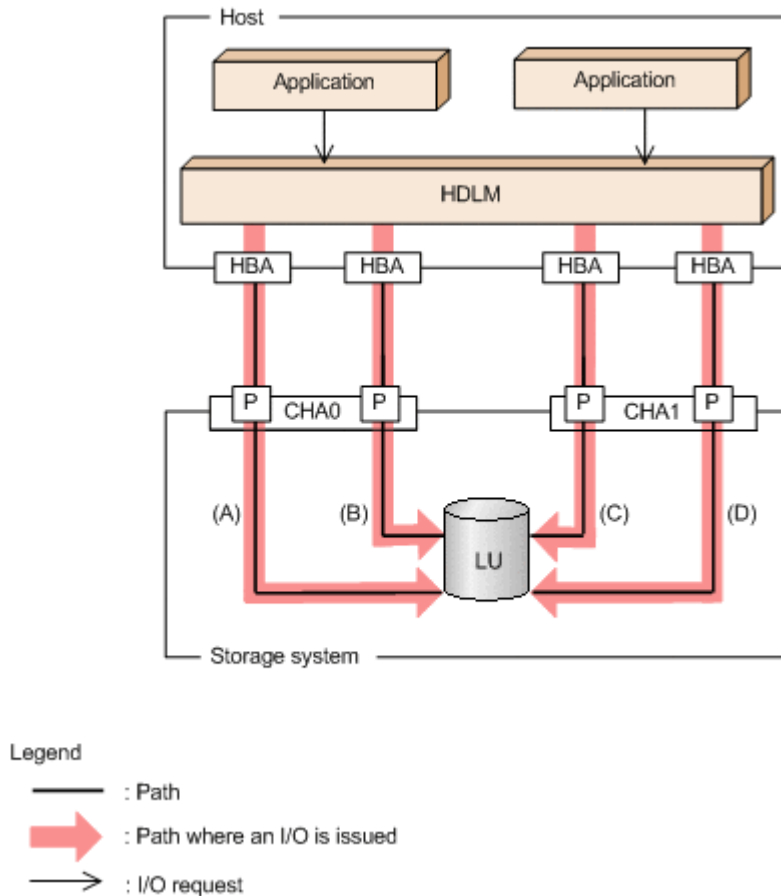 Host
Application
Application
HDLM
HBA HBA HBA HBA
P CHA0 P P CHA1 P
(A) (B) (C) (D)
LU
Storage system
Legend
: Path
: Path where an I/O is issued
: I/O request